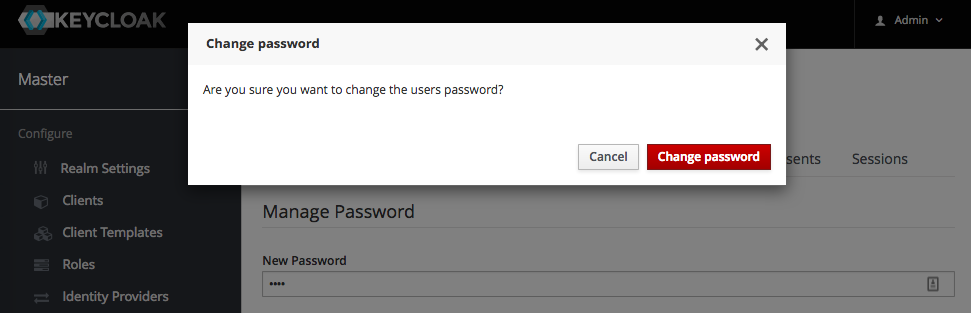 KEYCLOAK
Admin
Change password
Are you sure you want to change the users password?
Cancel
Change password
Master
Configure
Realm Settings
Clients
Client Templates
Roles
Identity Providers
sents
Sessions
Manage Password
New Password
••••